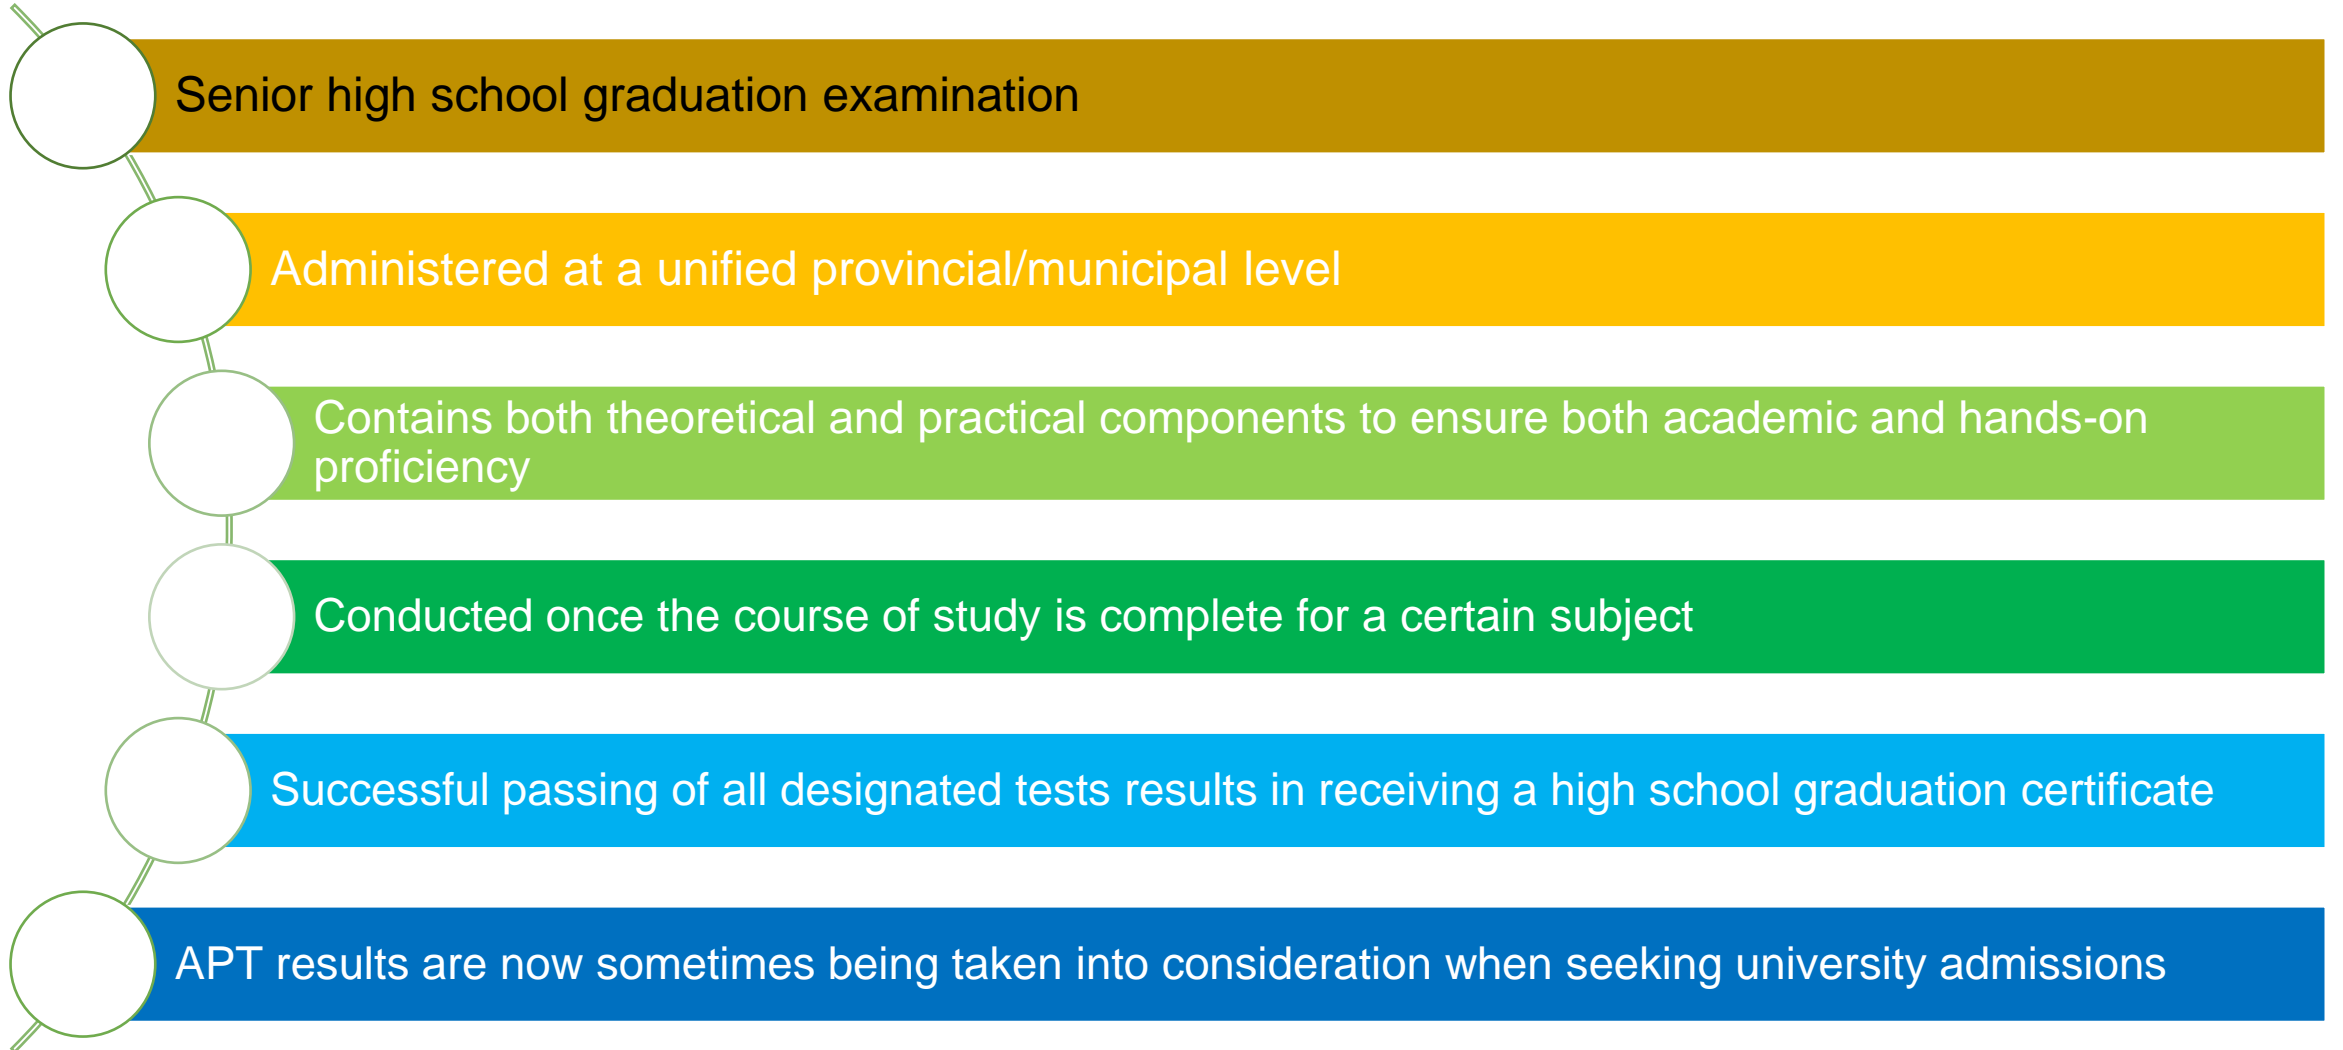 Senior high school graduation examination
Administered at a unified provincial/municipal level
Contains both theoretical and practical components to ensure both academic and hands-on
proficiency
Conducted once the course of study is complete for a certain subject
Successful passing of all designated tests results in receiving a high school graduation certificate
APT results are now sometimes being taken into consideration when seeking university admissions